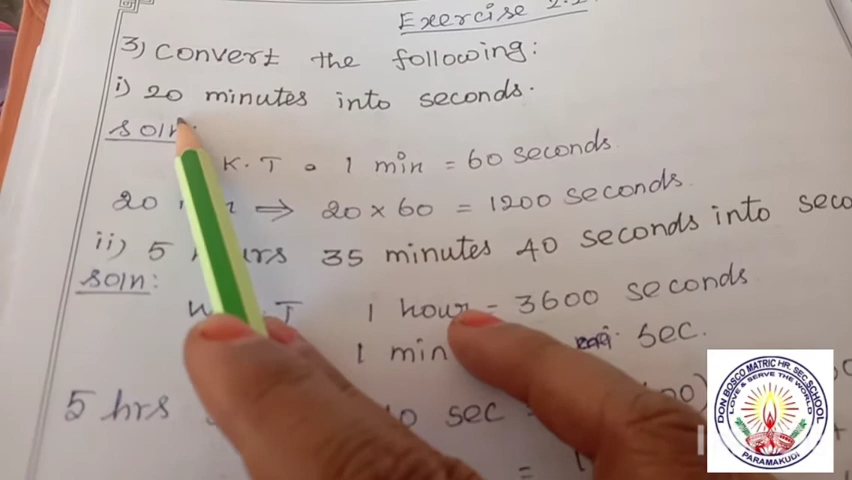 Exercise
3) Convert the following:
i) 20 minutes into seconds.
Soln:
K.T 1 min = 60 seconds
20 ⇒ 20 × 60 = 1200 seconds
ii) 5 35 minutes 40 seconds into
Soln:
1 hour = 3600 seconds
1 min sec.
5 hrs sec
=
DON BOSCO MATRIC HR. SEC SCHOOL
LOVE & SERVE THE WORLD
PARAMAKUDI